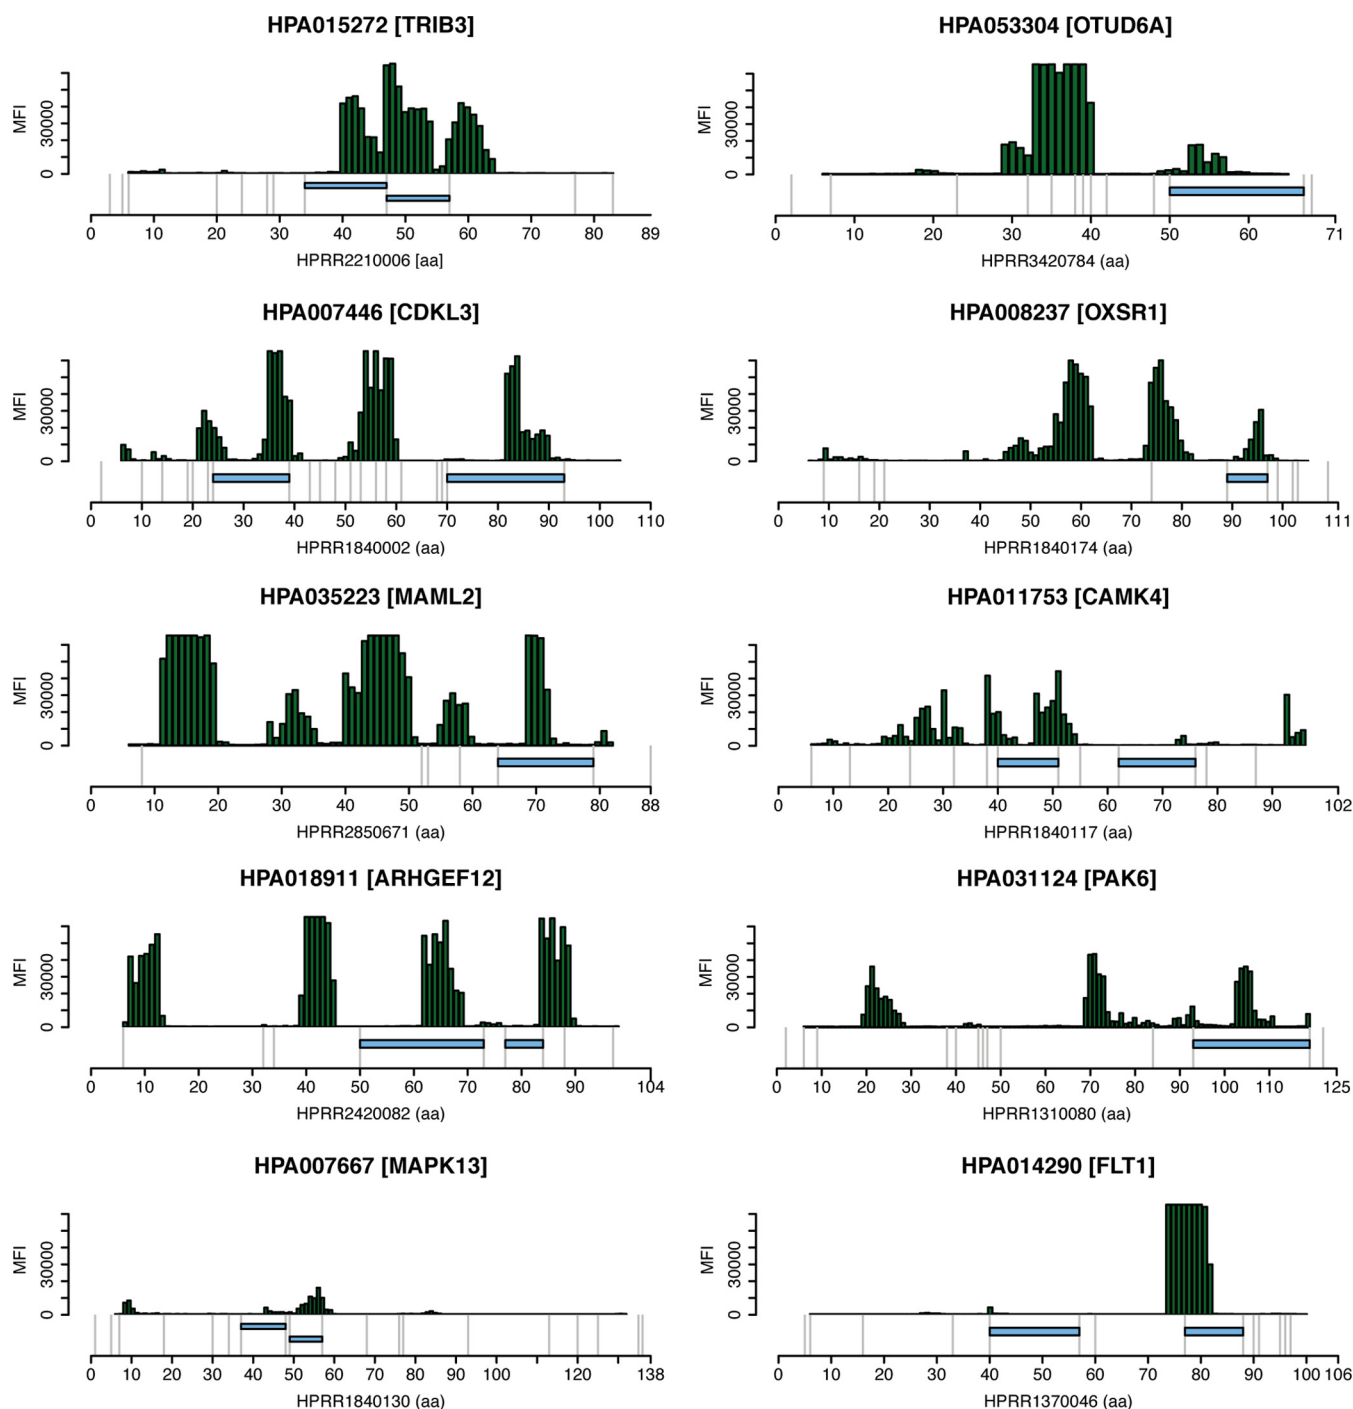 HPA015272 [TRIB3]
MFI
0 30000
0 10 20 30 40 50 60 70 80 89
HPRR2210006 [aa]
HPA053304 [OTUD6A]
MFI
0 30000
0 10 20 30 40 50 60 71
HPRR3420784 (aa)
HPA007446 [CDKL3]
MFI
0 30000
0 10 20 30 40 50 60 70 80 90 100 110
HPRR1840002 (aa)
HPA008237 [OXSR1]
MFI
0 30000
0 10 20 30 40 50 60 70 80 90 100 111
HPRR1840174 (aa)
HPA035223 [MAML2]
MFI
0 30000
0 10 20 30 40 50 60 70 80 88
HPRR2850671 (aa)
HPA011753 [CAMK4]
MFI
0 30000
0 10 20 30 40 50 60 70 80 90 102
HPRR1840117 (aa)
HPA018911 [ARHGEF12]
MFI
0 30000
0 10 20 30 40 50 60 70 80 90 104
HPRR2420082 (aa)
HPA031124 [PAK6]
MFI
0 30000
0 10 20 30 40 50 60 70 80 90 100 110 125
HPRR1310080 (aa)
HPA007667 [MAPK13]
MFI
0 30000
0 10 20 30 40 50 60 70 80 90 100 120 138
HPRR1840130 (aa)
HPA014290 [FLT1]
MFI
0 30000
0 10 20 30 40 50 60 70 80 90 100 106
HPRR1370046 (aa)